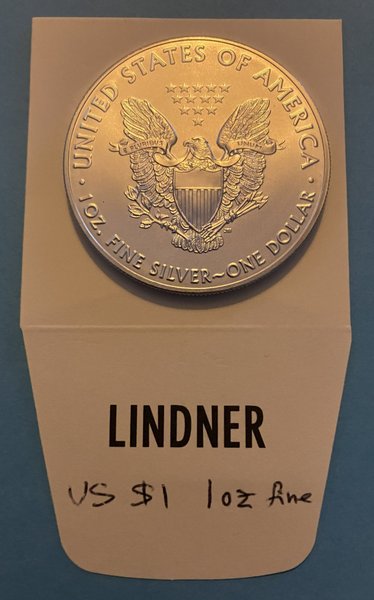 UNITED STATES OF AMERICA
E PLURIBUS UNUM
1 OZ. FINE SILVER~ONE DOLLAR
LINDNER
US $1 1oz fine